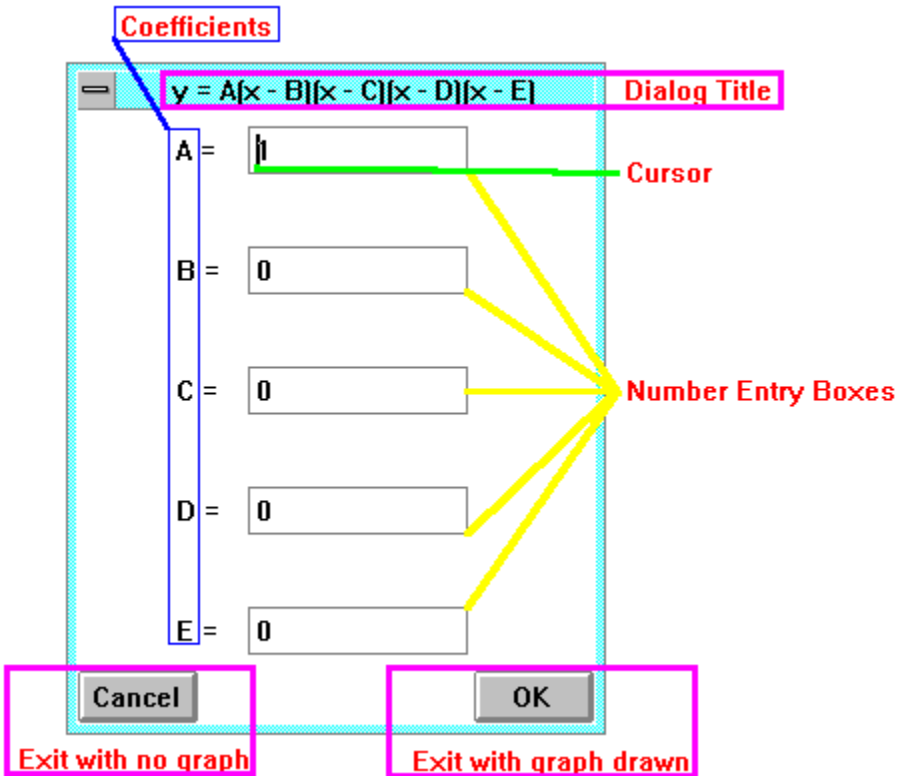 Coefficients
y = A(x - B)(x - C)(x - D)(x - E) Dialog Title
A = 1
Cursor
B = 0
C = 0 Number Entry Boxes
D = 0
E = 0
Cancel OK
Exit with no graph Exit with graph drawn